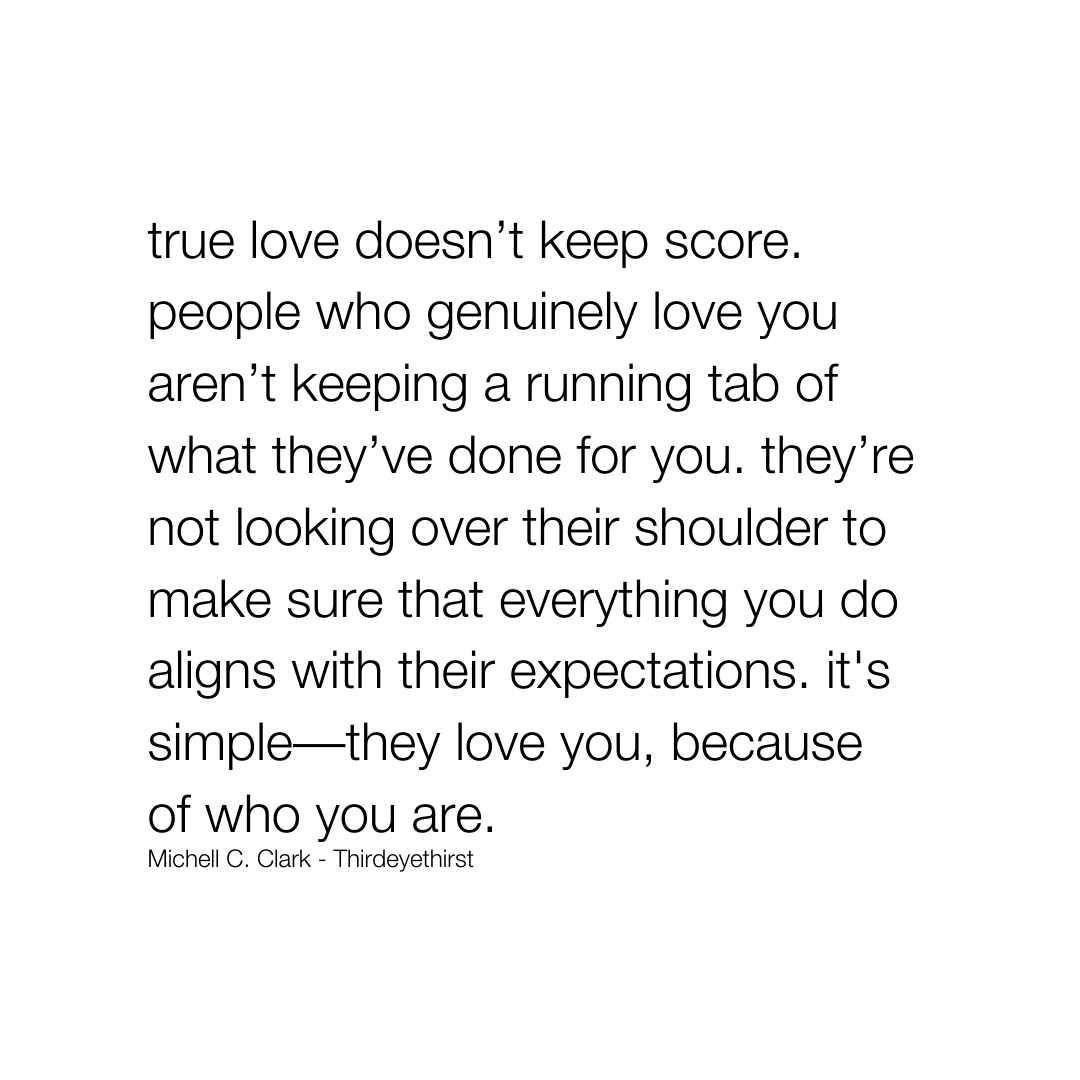 true love doesn’t keep score.
people who genuinely love you
aren’t keeping a running tab of
what they’ve done for you. they’re
not looking over their shoulder to
make sure that everything you do
aligns with their expectations. it's
simple—they love you, because
of who you are.
Michell C. Clark - Thirdeyethirst